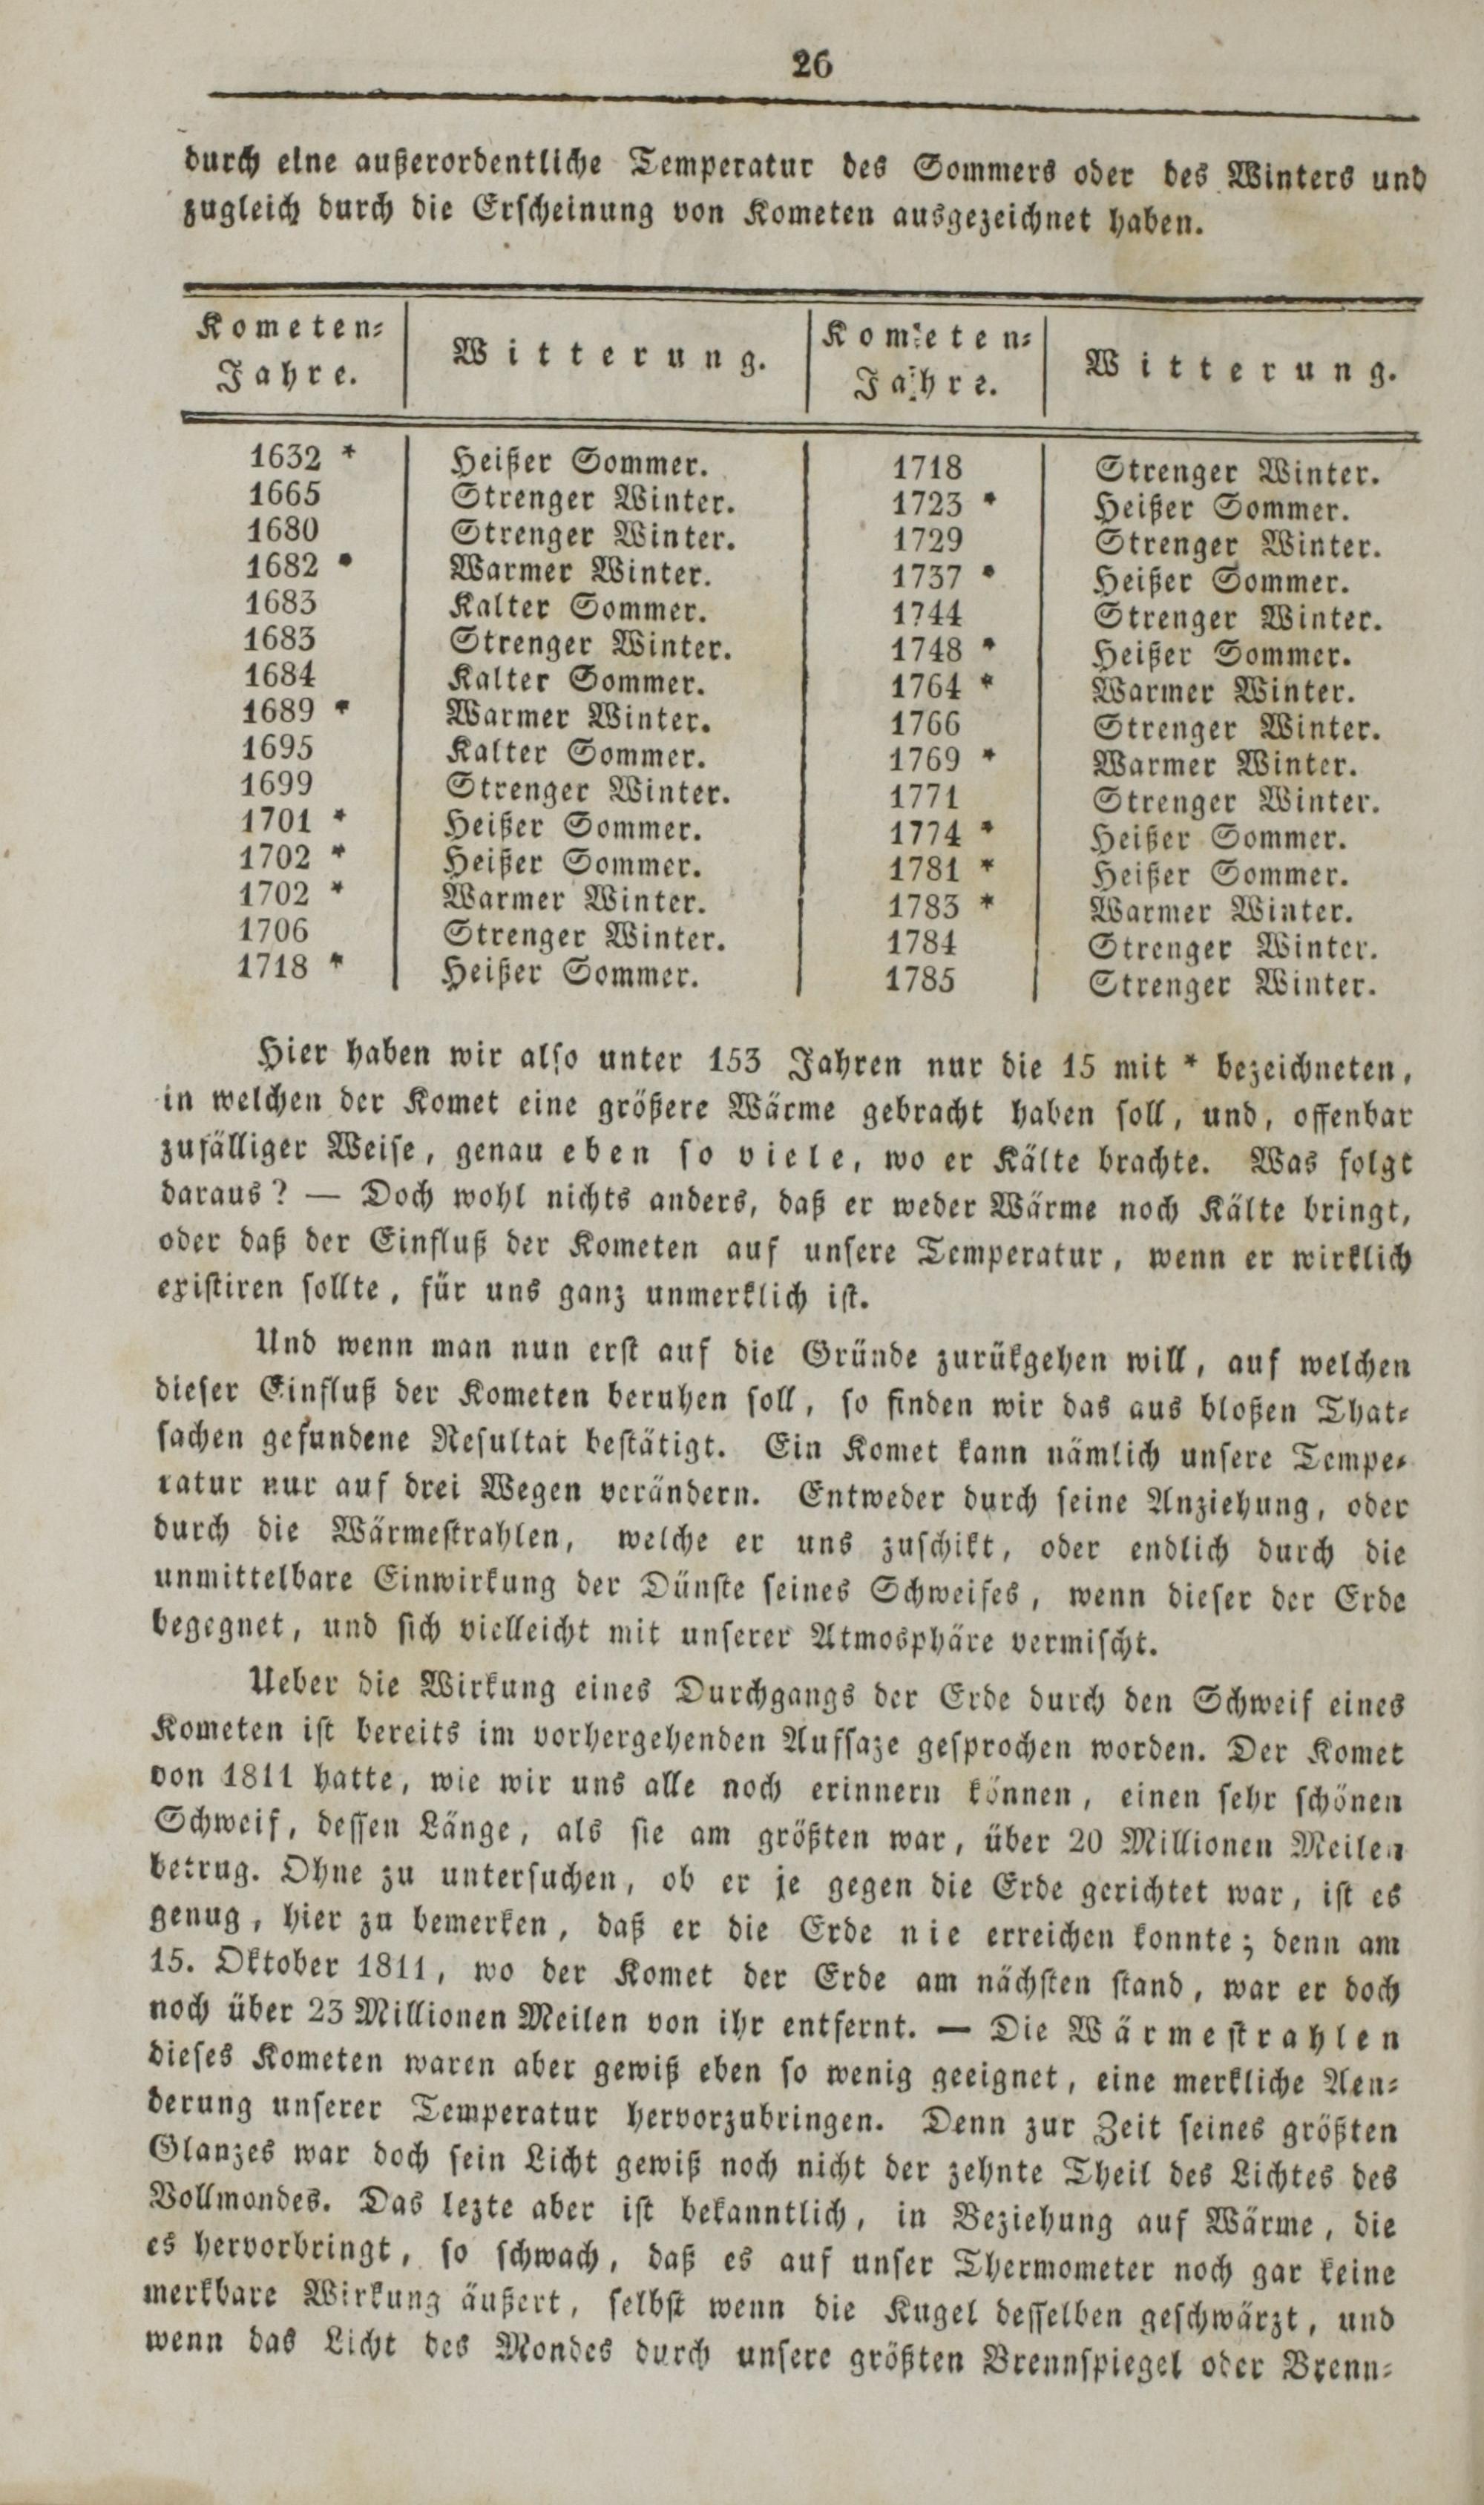 26
durch eine außerordentliche Temperatur des Sommers oder des Winters und
zugleich durch die Erscheinung von Kometen ausgezeichnet haben.
Kometen-Jahre. | Witterung. | Kometen-Jahre. | Witterung.
1632 * | Heißer Sommer. | 1718 | Strenger Winter.
1665 | Strenger Winter. | 1723 * | Heißer Sommer.
1680 | Strenger Winter. | 1729 | Strenger Winter.
1682 * | Warmer Winter. | 1737 * | Heißer Sommer.
1683 | Kalter Sommer. | 1744 | Strenger Winter.
1683 | Strenger Winter. | 1748 * | Heißer Sommer.
1684 | Kalter Sommer. | 1764 * | Warmer Winter.
1689 * | Warmer Winter. | 1766 | Strenger Winter.
1695 | Kalter Sommer. | 1769 * | Warmer Winter.
1699 | Strenger Winter. | 1771 | Strenger Winter.
1701 * | Heißer Sommer. | 1774 * | Heißer Sommer.
1702 * | Heißer Sommer. | 1781 * | Heißer Sommer.
1702 * | Warmer Winter. | 1783 * | Warmer Winter.
1706 | Strenger Winter. | 1784 | Strenger Winter.
1718 * | Heißer Sommer. | 1785 | Strenger Winter.
Hier haben wir also unter 153 Jahren nur die 15 mit * bezeichneten,
in welchen der Komet eine größere Wärme gebracht haben soll, und, offenbar
zufälliger Weise, genau eben so viele, wo er Kälte brachte. Was folgt
daraus? — Doch wohl nichts anders, daß er weder Wärme noch Kälte bringt,
oder daß der Einfluß der Kometen auf unsere Temperatur, wenn er wirklich
existiren sollte, für uns ganz unmerklich ist.
Und wenn man nun erst auf die Gründe zurükgehen will, auf welchen
dieser Einfluß der Kometen beruhen soll, so finden wir das aus bloßen That-
sachen gefundene Resultat bestätigt. Ein Komet kann nämlich unsere Tempe-
ratur nur auf drei Wegen verändern. Entweder durch seine Anziehung, oder
durch die Wärmestrahlen, welche er uns zuschikt, oder endlich durch die
unmittelbare Einwirkung der Dünste seines Schweifes, wenn dieser der Erde
begegnet, und sich vielleicht mit unserer Atmosphäre vermischt.
Ueber die Wirkung eines Durchgangs der Erde durch den Schweif eines
Kometen ist bereits im vorhergehenden Aufsaze gesprochen worden. Der Komet
von 1811 hatte, wie wir uns alle noch erinnern können, einen sehr schönen
Schweif, dessen Länge, als sie am größten war, über 20 Millionen Meilen
betrug. Ohne zu untersuchen, ob er je gegen die Erde gerichtet war, ist es
genug, hier zu bemerken, daß er die Erde nie erreichen konnte; denn am
15. Oktober 1811, wo der Komet der Erde am nächsten stand, war er doch
noch über 23 Millionen Meilen von ihr entfernt. — Die Wärmestrahlen
dieses Kometen waren aber gewiß eben so wenig geeignet, eine merkliche Aen-
derung unserer Temperatur hervorzubringen. Denn zur Zeit seines größten
Glanzes war doch sein Licht gewiß noch nicht der zehnte Theil des Lichtes des
Vollmondes. Das lezte aber ist bekanntlich, in Beziehung auf Wärme, die
es hervorbringt, so schwach, daß es auf unser Thermometer noch gar keine
merkbare Wirkung äußert, selbst wenn die Kugel desselben geschwärzt, und
wenn das Licht des Mondes durch unsere größten Brennspiegel oder Brenn-